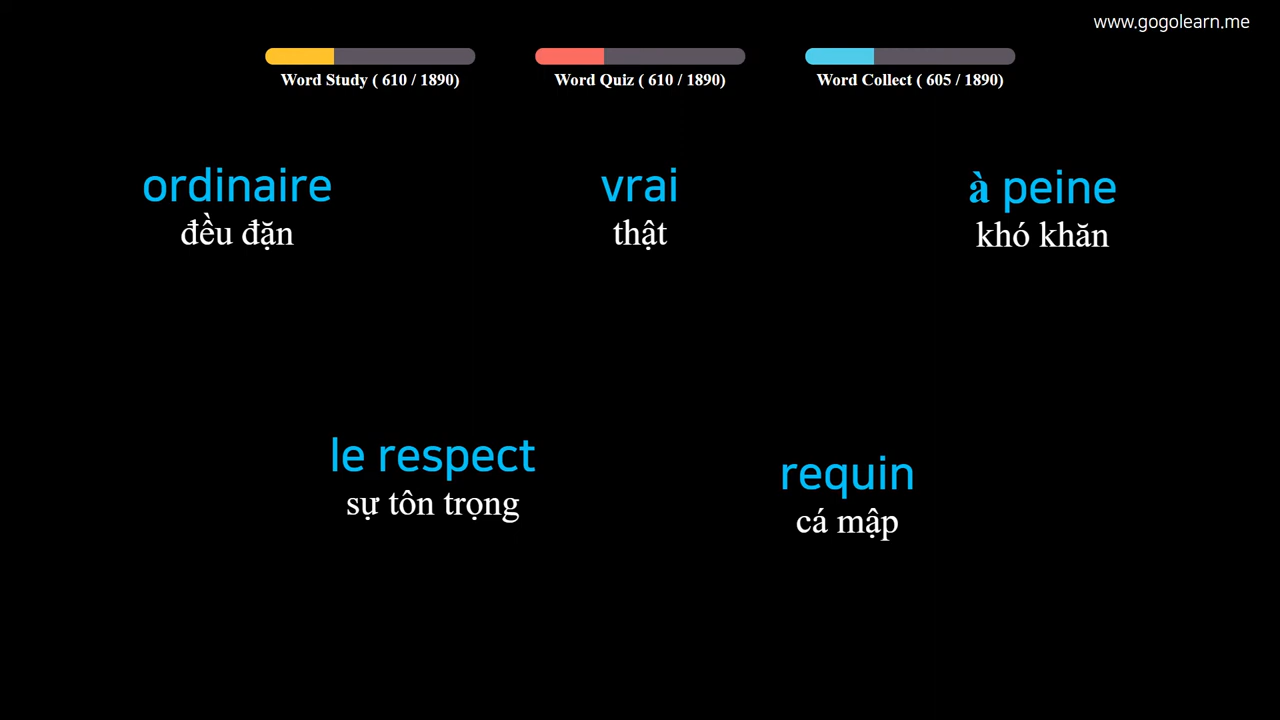 www.gogolearn.me
Word Study ( 610 / 1890)
Word Quiz ( 610 / 1890)
Word Collect ( 605 / 1890)
ordinaire
đều đặn
vrai
thật
à peine
khó khăn
le respect
sự tôn trọng
requin
cá mập